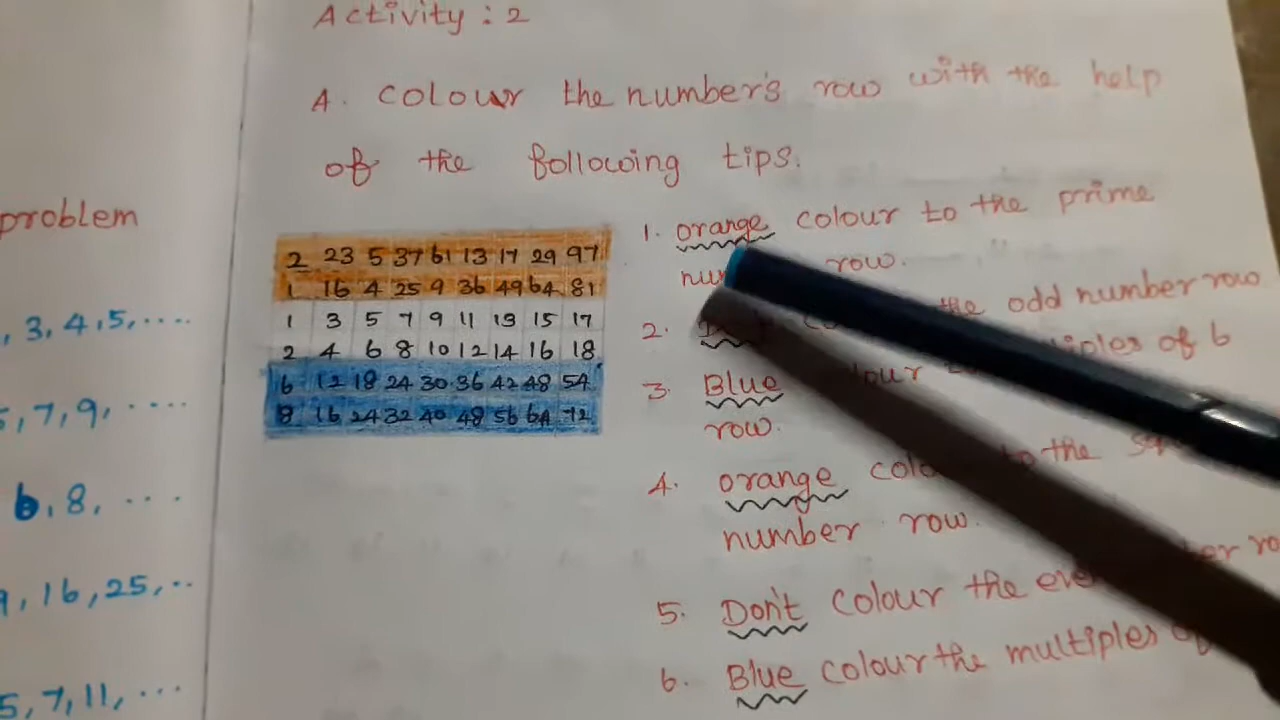 Activity : 2
A. Colour the number's row with the help
of the following tips.
problem
, 3, 4, 5, ....
7, 9, ....
6, 8, ...
16, 25, ..
5, 7, 11, ...
2 23 5 37 61 13 17 29 97
1 16 4 25 9 36 49 64 81
1 3 5 7 9 11 13 15 17
2 4 6 8 10 12 14 16 18
6 12 18 24 30 36 42 48 54
8 16 24 32 40 48 56 64 72
1. orange colour to the prime
row.
2. the odd number row
3. Blue of 6
row.
4. orange the
number row.
5. Don't colour the
6. Blue colour the multiples